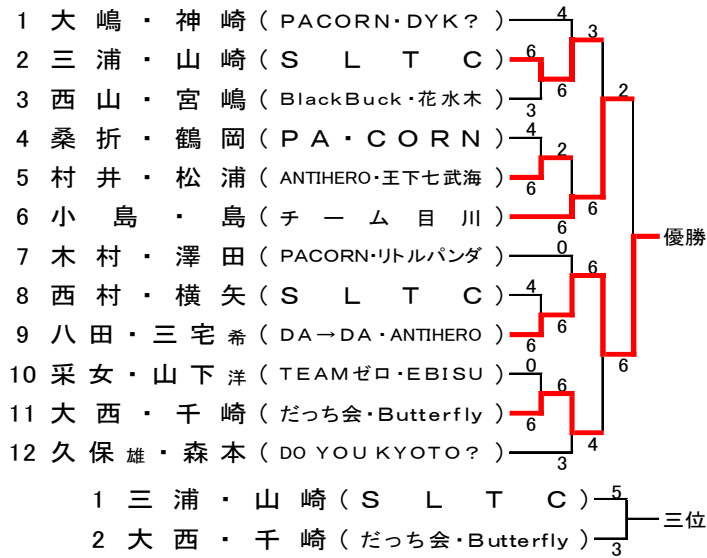 4
1 大嶋・神崎(PACORN・DYK?)
3
6
2 三浦・山崎(SLTC)
2
6
3 西山・宮嶋(BlackBuck・花水木)
3
4
4 桑折・鶴岡(PA・CORN)
2
5 村井・松浦(ANTIHERO・王下七武海)
6
6
6 小島・島(チーム目川)
6
優勝
0
7 木村・澤田(PACORN・リトルパンダ)
6
4
8 西村・横矢(SLTC)
6
9 八田・三宅希(DA→DA・ANTIHERO)
6
6
0
10 采女・山下洋(TEAMゼロ・EBISU)
6
11 大西・千崎(だっち会・Butterfly)
6
4
12 久保雄・森本(DO YOU KYOTO?)
3
1 三浦・山崎(SLTC)
5
三位
2 大西・千崎(だっち会・Butterfly)
3